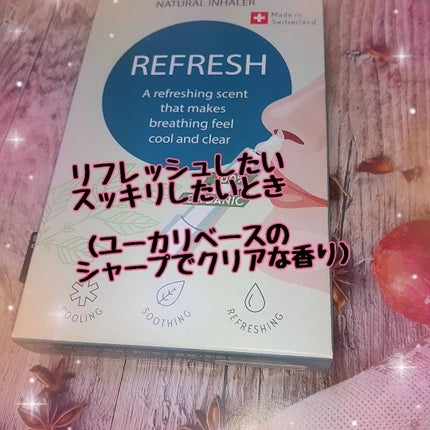 NATURAL INHALER
Made in
Switzerland
REFRESH
A refreshing scent
that makes
breathing feel
cool and clear
リフレッシュしたい
スッキリしたいとき
ORGANIC
(ユーカリベースの
シャープでクリアな香り)
COOLING
SOOTHING
REFRESHING